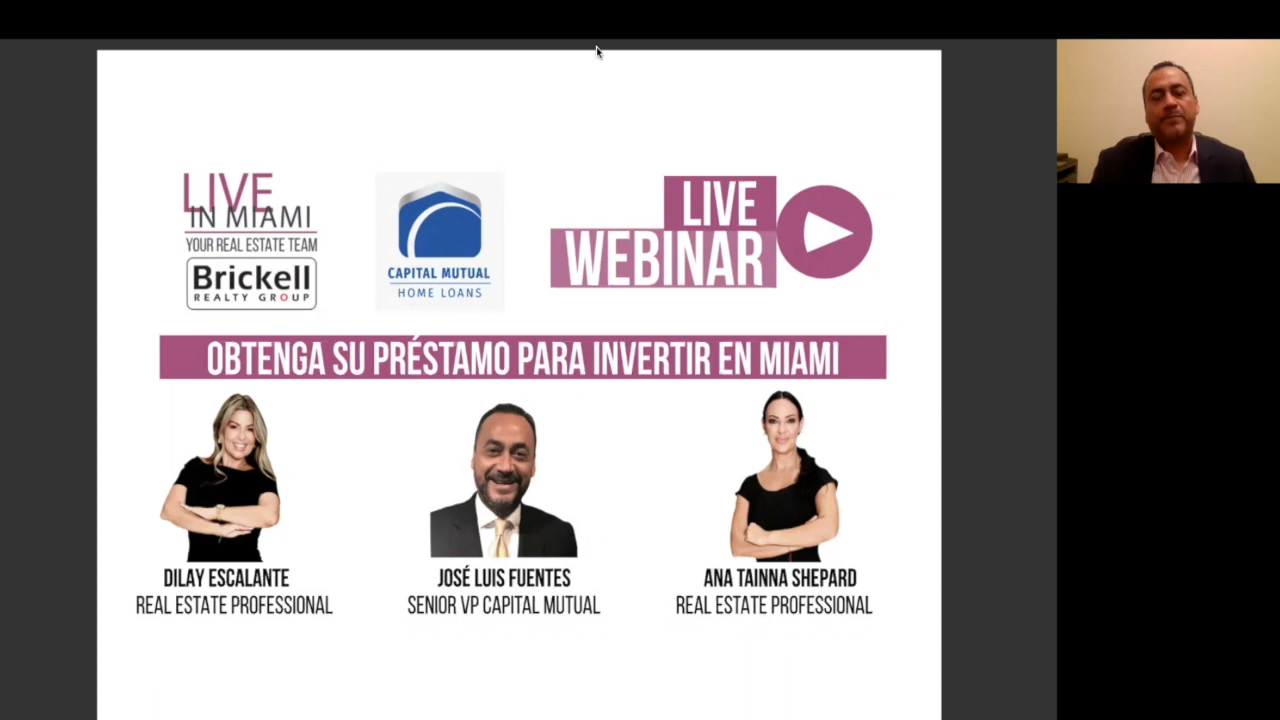 LIVE
IN MIAMI
YOUR REAL ESTATE TEAM
Brickell
REALTY GROUP
CAPITAL MUTUAL
HOME LOANS
LIVE
WEBINAR
OBTENGA SU PRÉSTAMO PARA INVERTIR EN MIAMI
DILAY ESCALANTE
REAL ESTATE PROFESSIONAL
JOSÉ LUIS FUENTES
SENIOR VP CAPITAL MUTUAL
ANA TAINNA SHEPARD
REAL ESTATE PROFESSIONAL